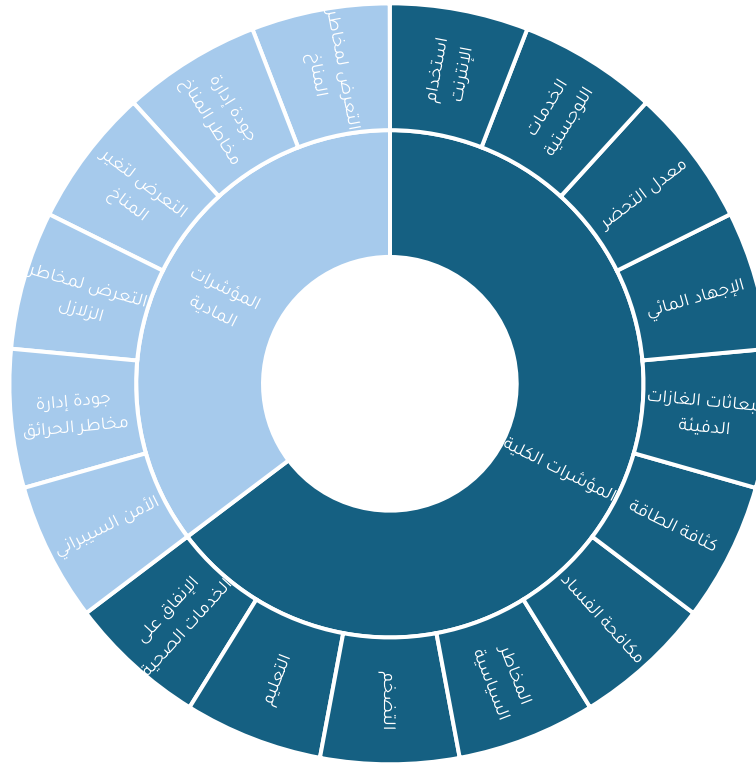 استخدام
الإنترنت
الخدمات
اللوجستية
معدل التحضر
الإجهاد المائي
بعاثات الغازات
الدفيئة
كثافة الطاقة
مكافحة الفساد
المخاطر
السياسية
التضخم
التعليم
الإنفاق على
الخدمات الصحية
الأمن السيبراني
جودة إدارة
مخاطر الحرائق
التعرض لمخاطر
الزلازل
التعرض لتغير
المناخ
جودة إدارة
مخاطر المناخ
التعرض لمخاطر
المناخ
المؤشرات الكلية
المؤشرات
المادية